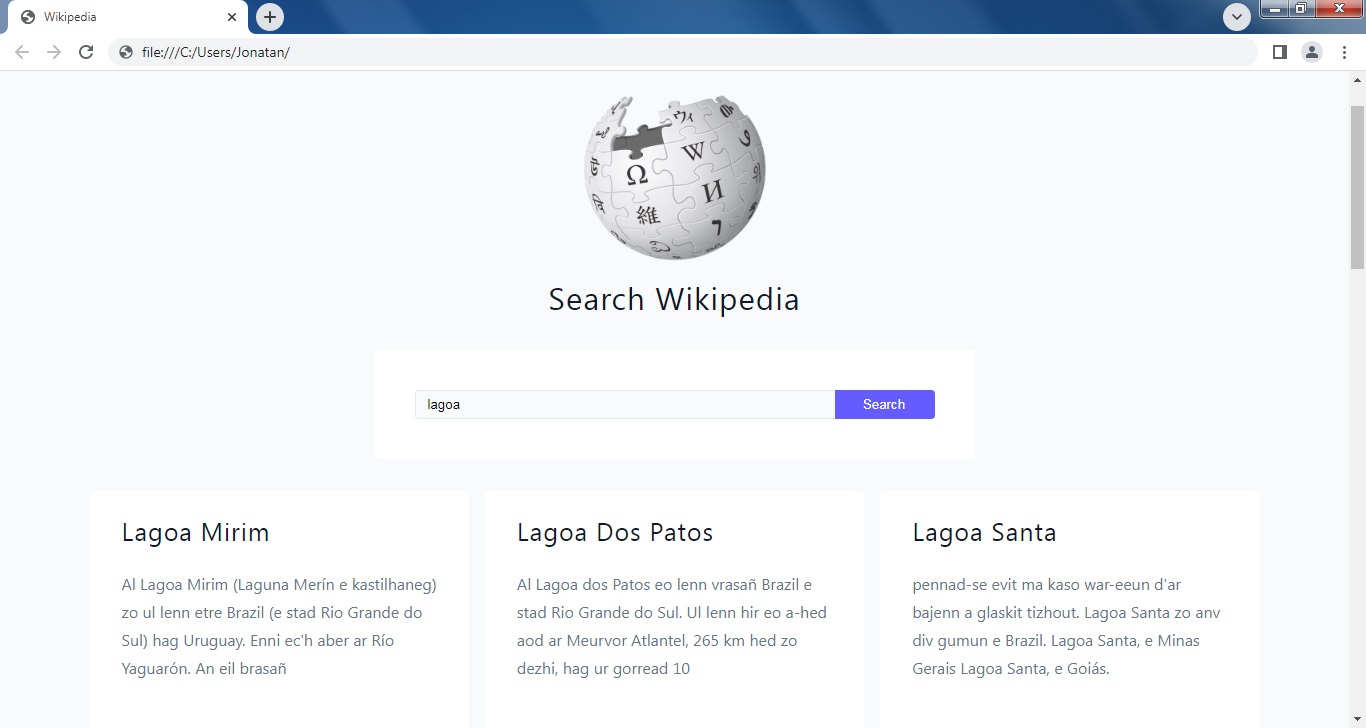 Wikipedia
file:///C:/Users/Jonatan/
ウィ
Ω
W
И
維
7
Search Wikipedia
lagoa
Search
Lagoa Mirim
Al Lagoa Mirim (Laguna Merín e kastilhaneg)
zo ul lenn etre Brazil (e stad Rio Grande do
Sul) hag Uruguay. Enni ec'h aber ar Río
Yaguarón. An eil brasañ
Lagoa Dos Patos
Al Lagoa dos Patos eo lenn vrasañ Brazil e
stad Rio Grande do Sul. Ul lenn hir eo a-hed
aod ar Meurvor Atlantel, 265 km hed zo
dezhi, hag ur gorread 10
Lagoa Santa
pennad-se evit ma kaso war-eeun d'ar
bajenn a glaskit tizhout. Lagoa Santa zo anv
div gumun e Brazil. Lagoa Santa, e Minas
Gerais Lagoa Santa, e Goiás.